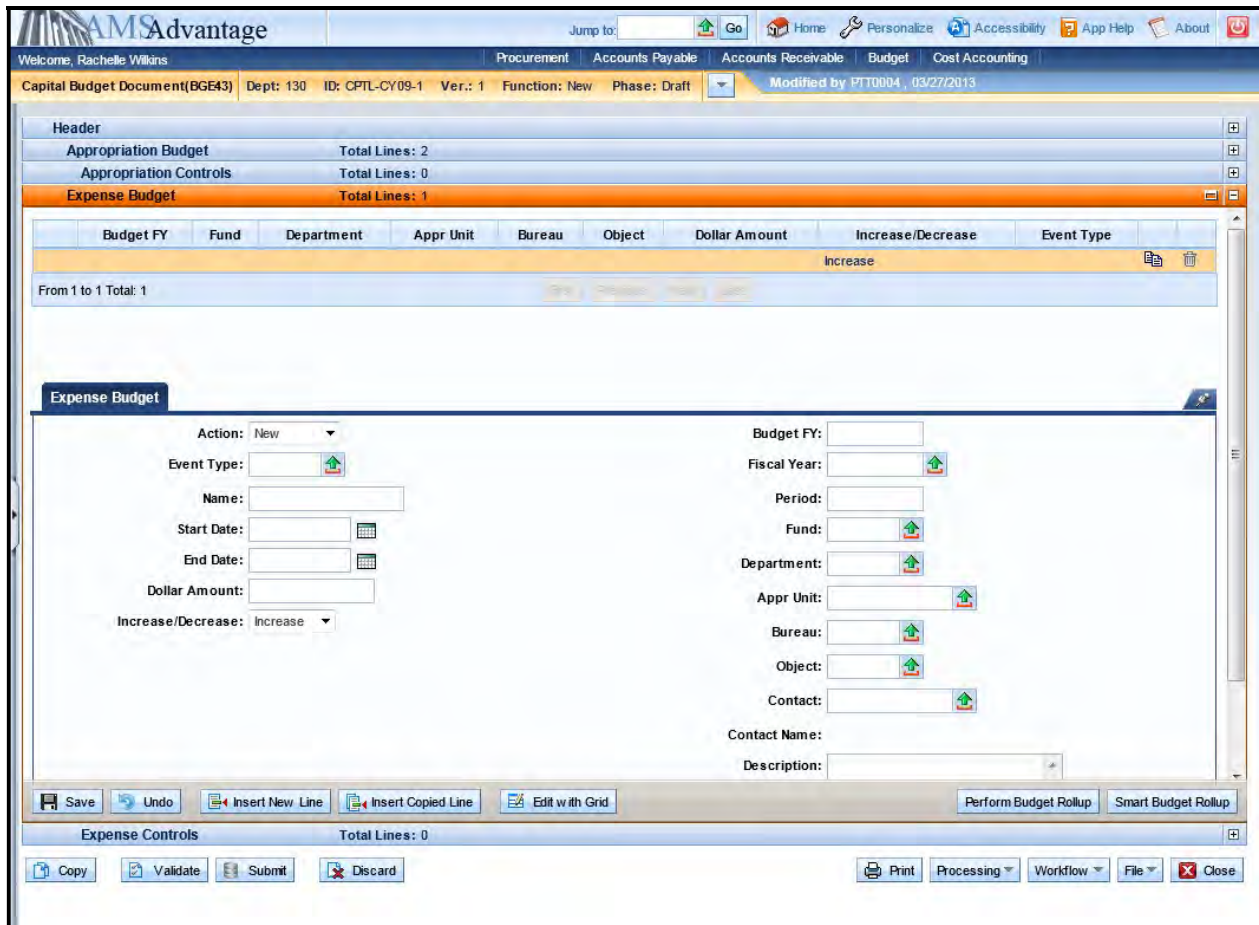 AMS Advantage Jump to: Go Home Personalize Accessibility App Help About
Welcome, Rachelle Wilkins Procurement Accounts Payable Accounts Receivable Budget Cost Accounting
Capital Budget Document(BGE43) Dept: 130 ID: CPTL-CY09-1 Ver.: 1 Function: New Phase: Draft Modified by PTT0004 , 03/27/2013
Header
Appropriation Budget Total Lines: 2
Appropriation Controls Total Lines: 0
Expense Budget Total Lines: 1
Budget FY Fund Department Appr Unit Bureau Object Dollar Amount Increase/Decrease Event Type
Increase
From 1 to 1 Total: 1
Expense Budget
Action: New
Event Type:
Name:
Start Date:
End Date:
Dollar Amount:
Increase/Decrease: Increase
Budget FY:
Fiscal Year:
Period:
Fund:
Department:
Appr Unit:
Bureau:
Object:
Contact:
Contact Name:
Description:
Save Undo Insert New Line Insert Copied Line Edit with Grid Perform Budget Rollup Smart Budget Rollup
Expense Controls Total Lines: 0
Copy Validate Submit Discard Print Processing Workflow File Close